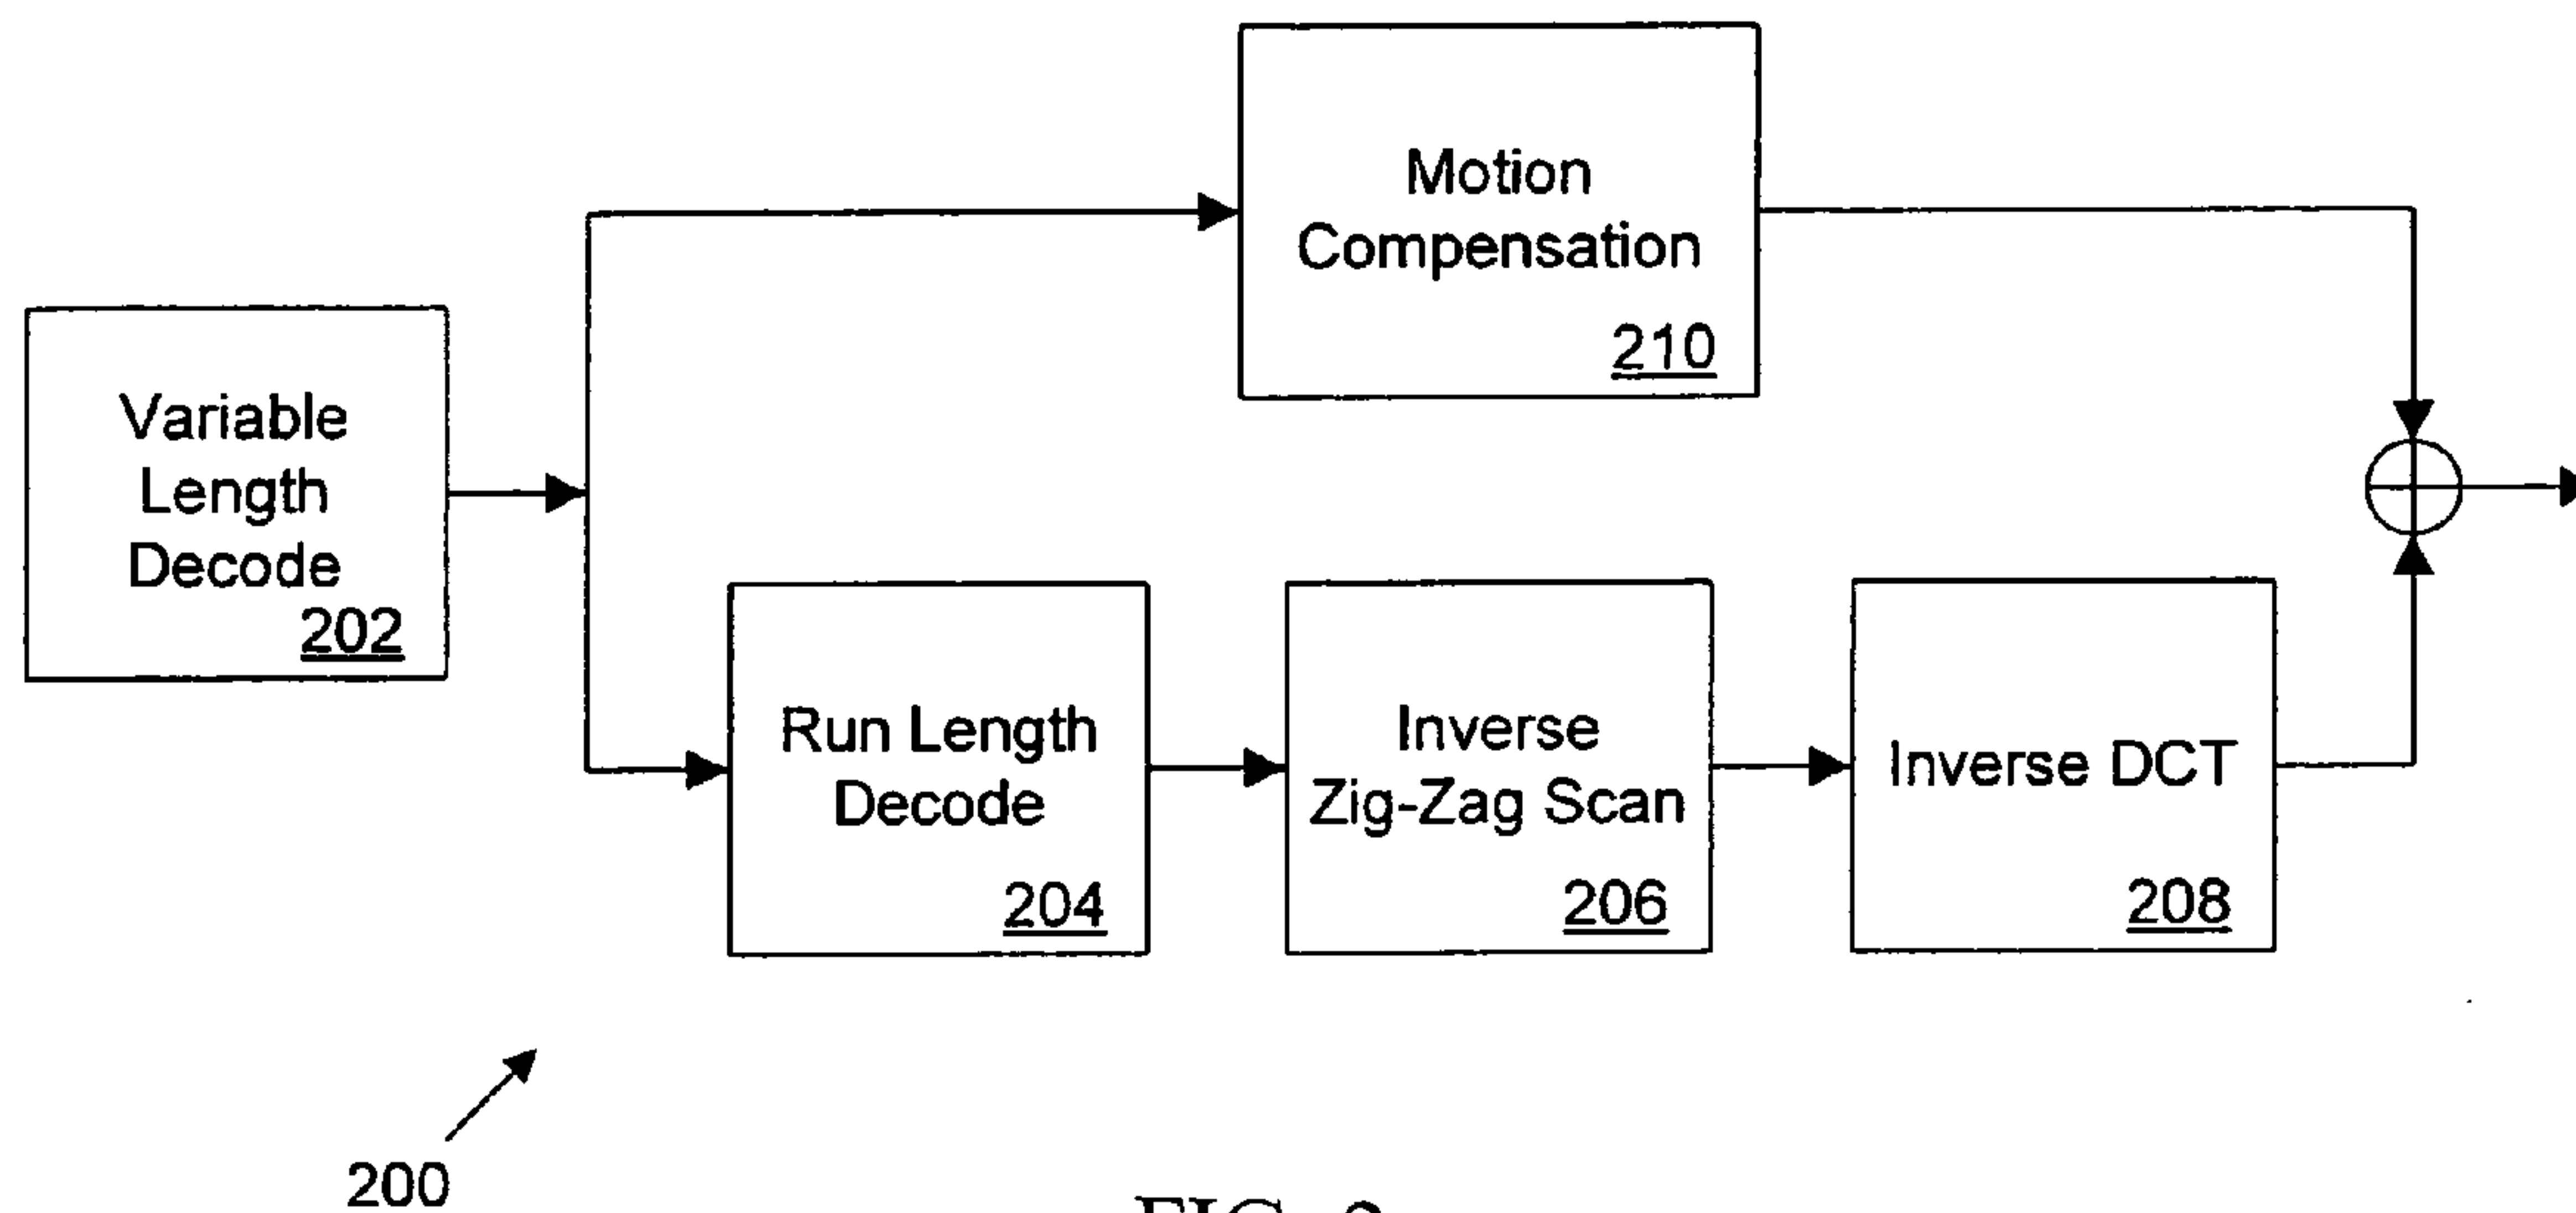 Motion
Compensation
210
Variable
Length
Decode
202
Run Length
Decode
204
Inverse
Zig-Zag Scan
206
Inverse DCT
208
200